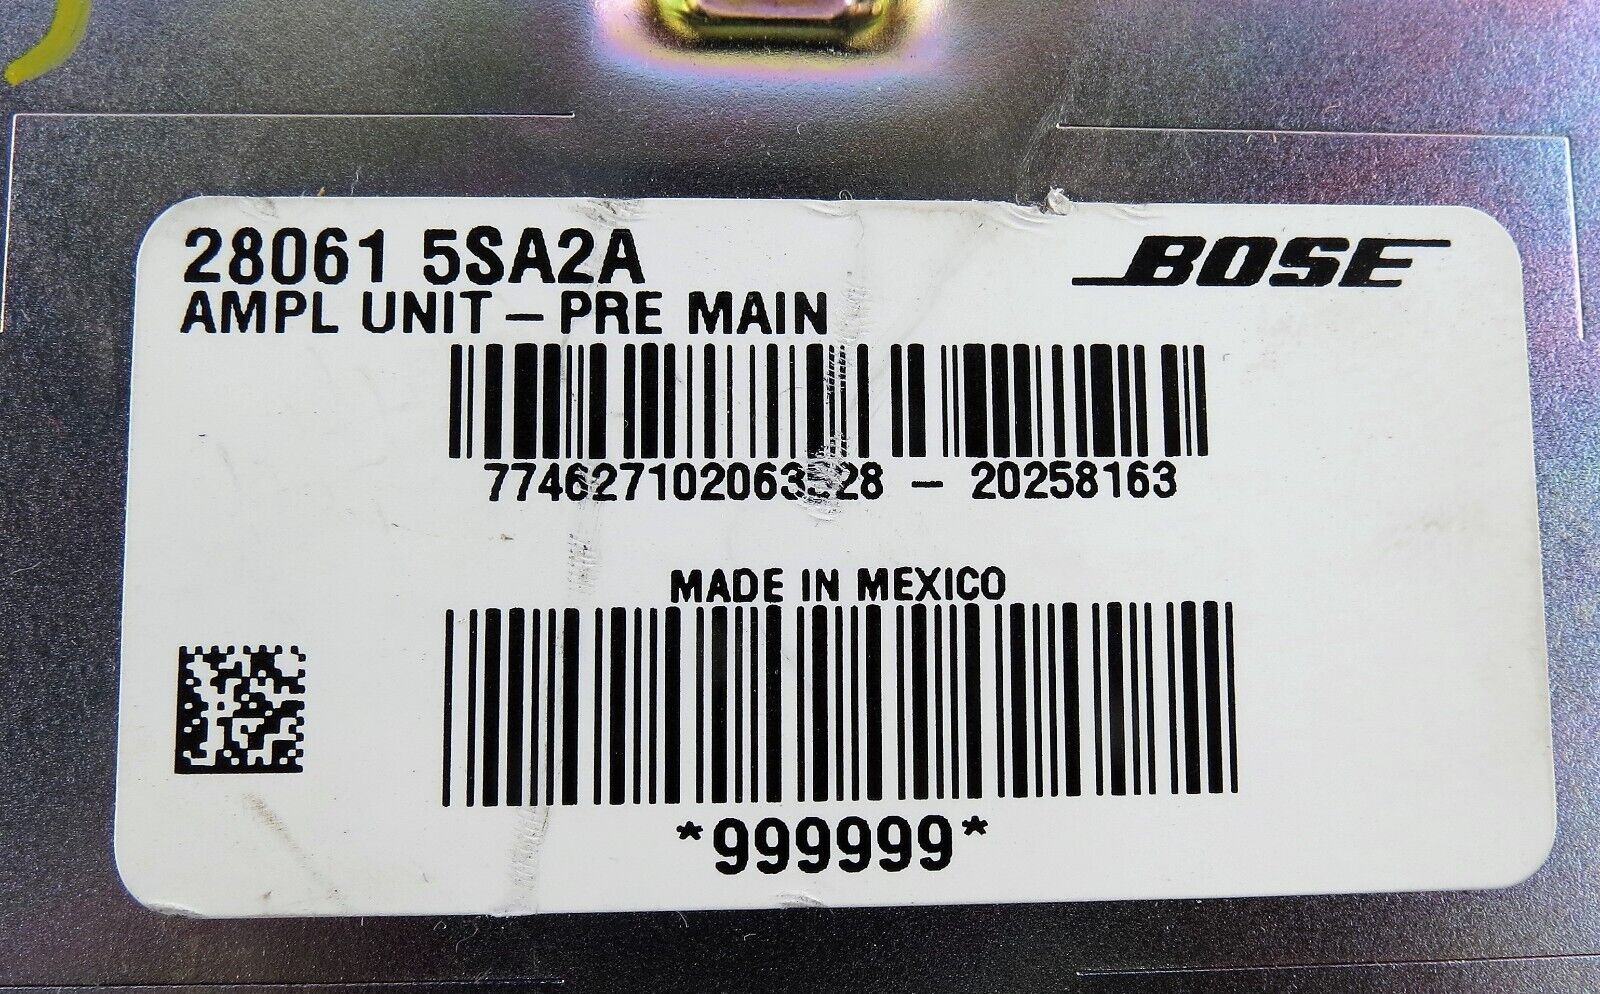 28061 5SA2A
BOSE
AMPL UNIT – PRE MAIN
– 20258163
MADE IN MEXICO
*999999*